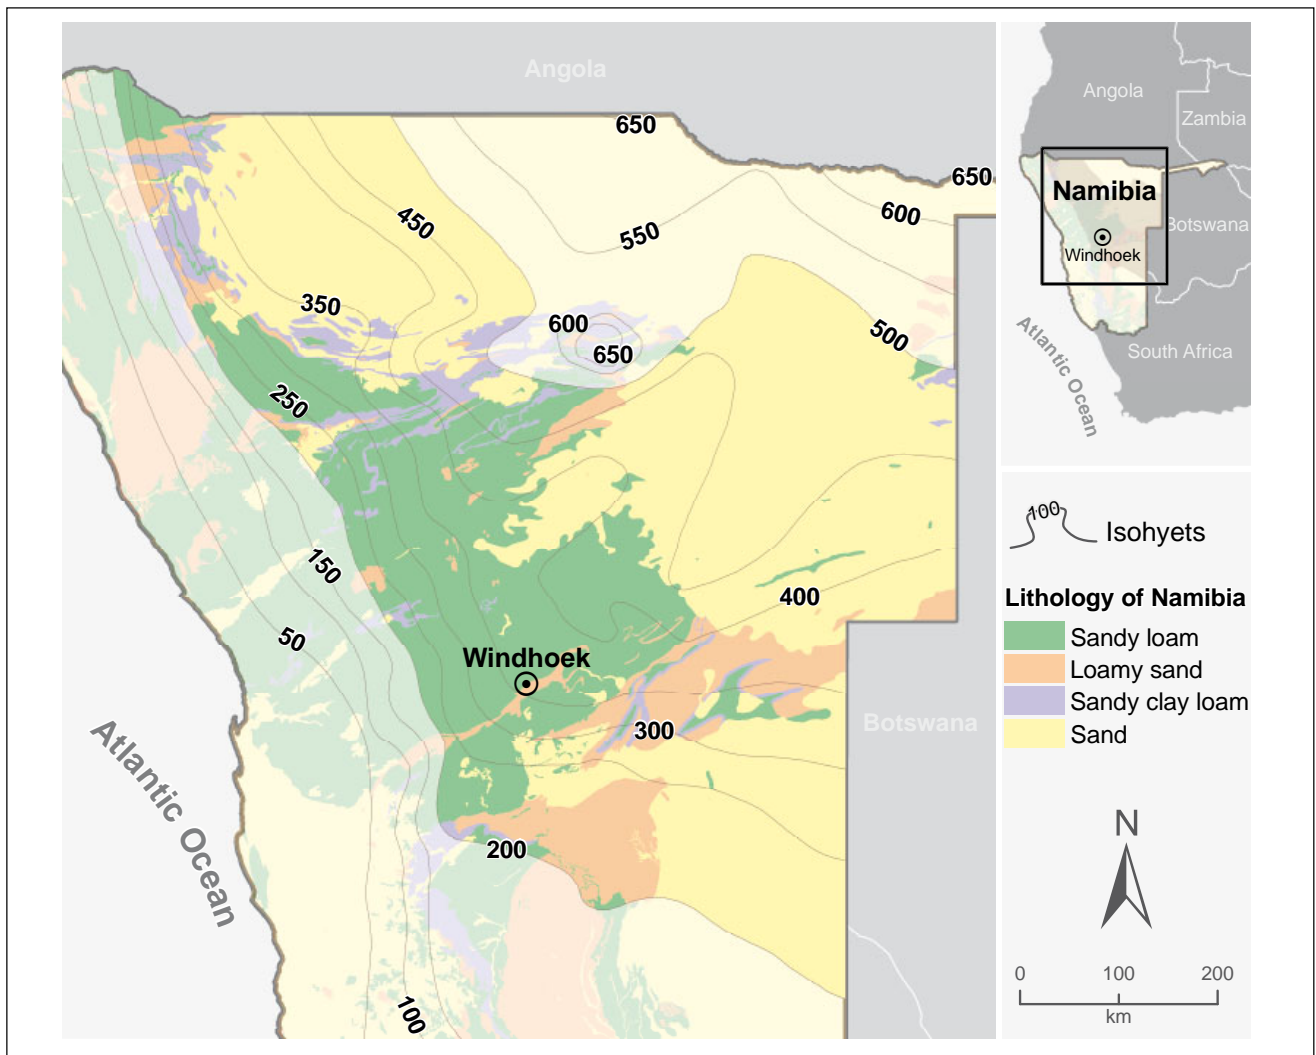 Angola
650
650
450
550
600
350
600
500
650
250
150
400
50
Windhoek
300
Botswana
200
Atlantic Ocean
100
Angola
Zambia
Namibia
Botswana
Windhoek
Atlantic Ocean
South Africa
100
Isohyets
Lithology of Namibia
Sandy loam
Loamy sand
Sandy clay loam
Sand
N
0 100 200
km